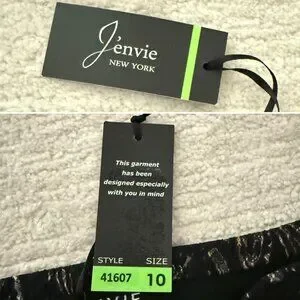 J'envie
NEW YORK
This garment
has been
designed especially
with you in mind
STYLE SIZE
41607 10